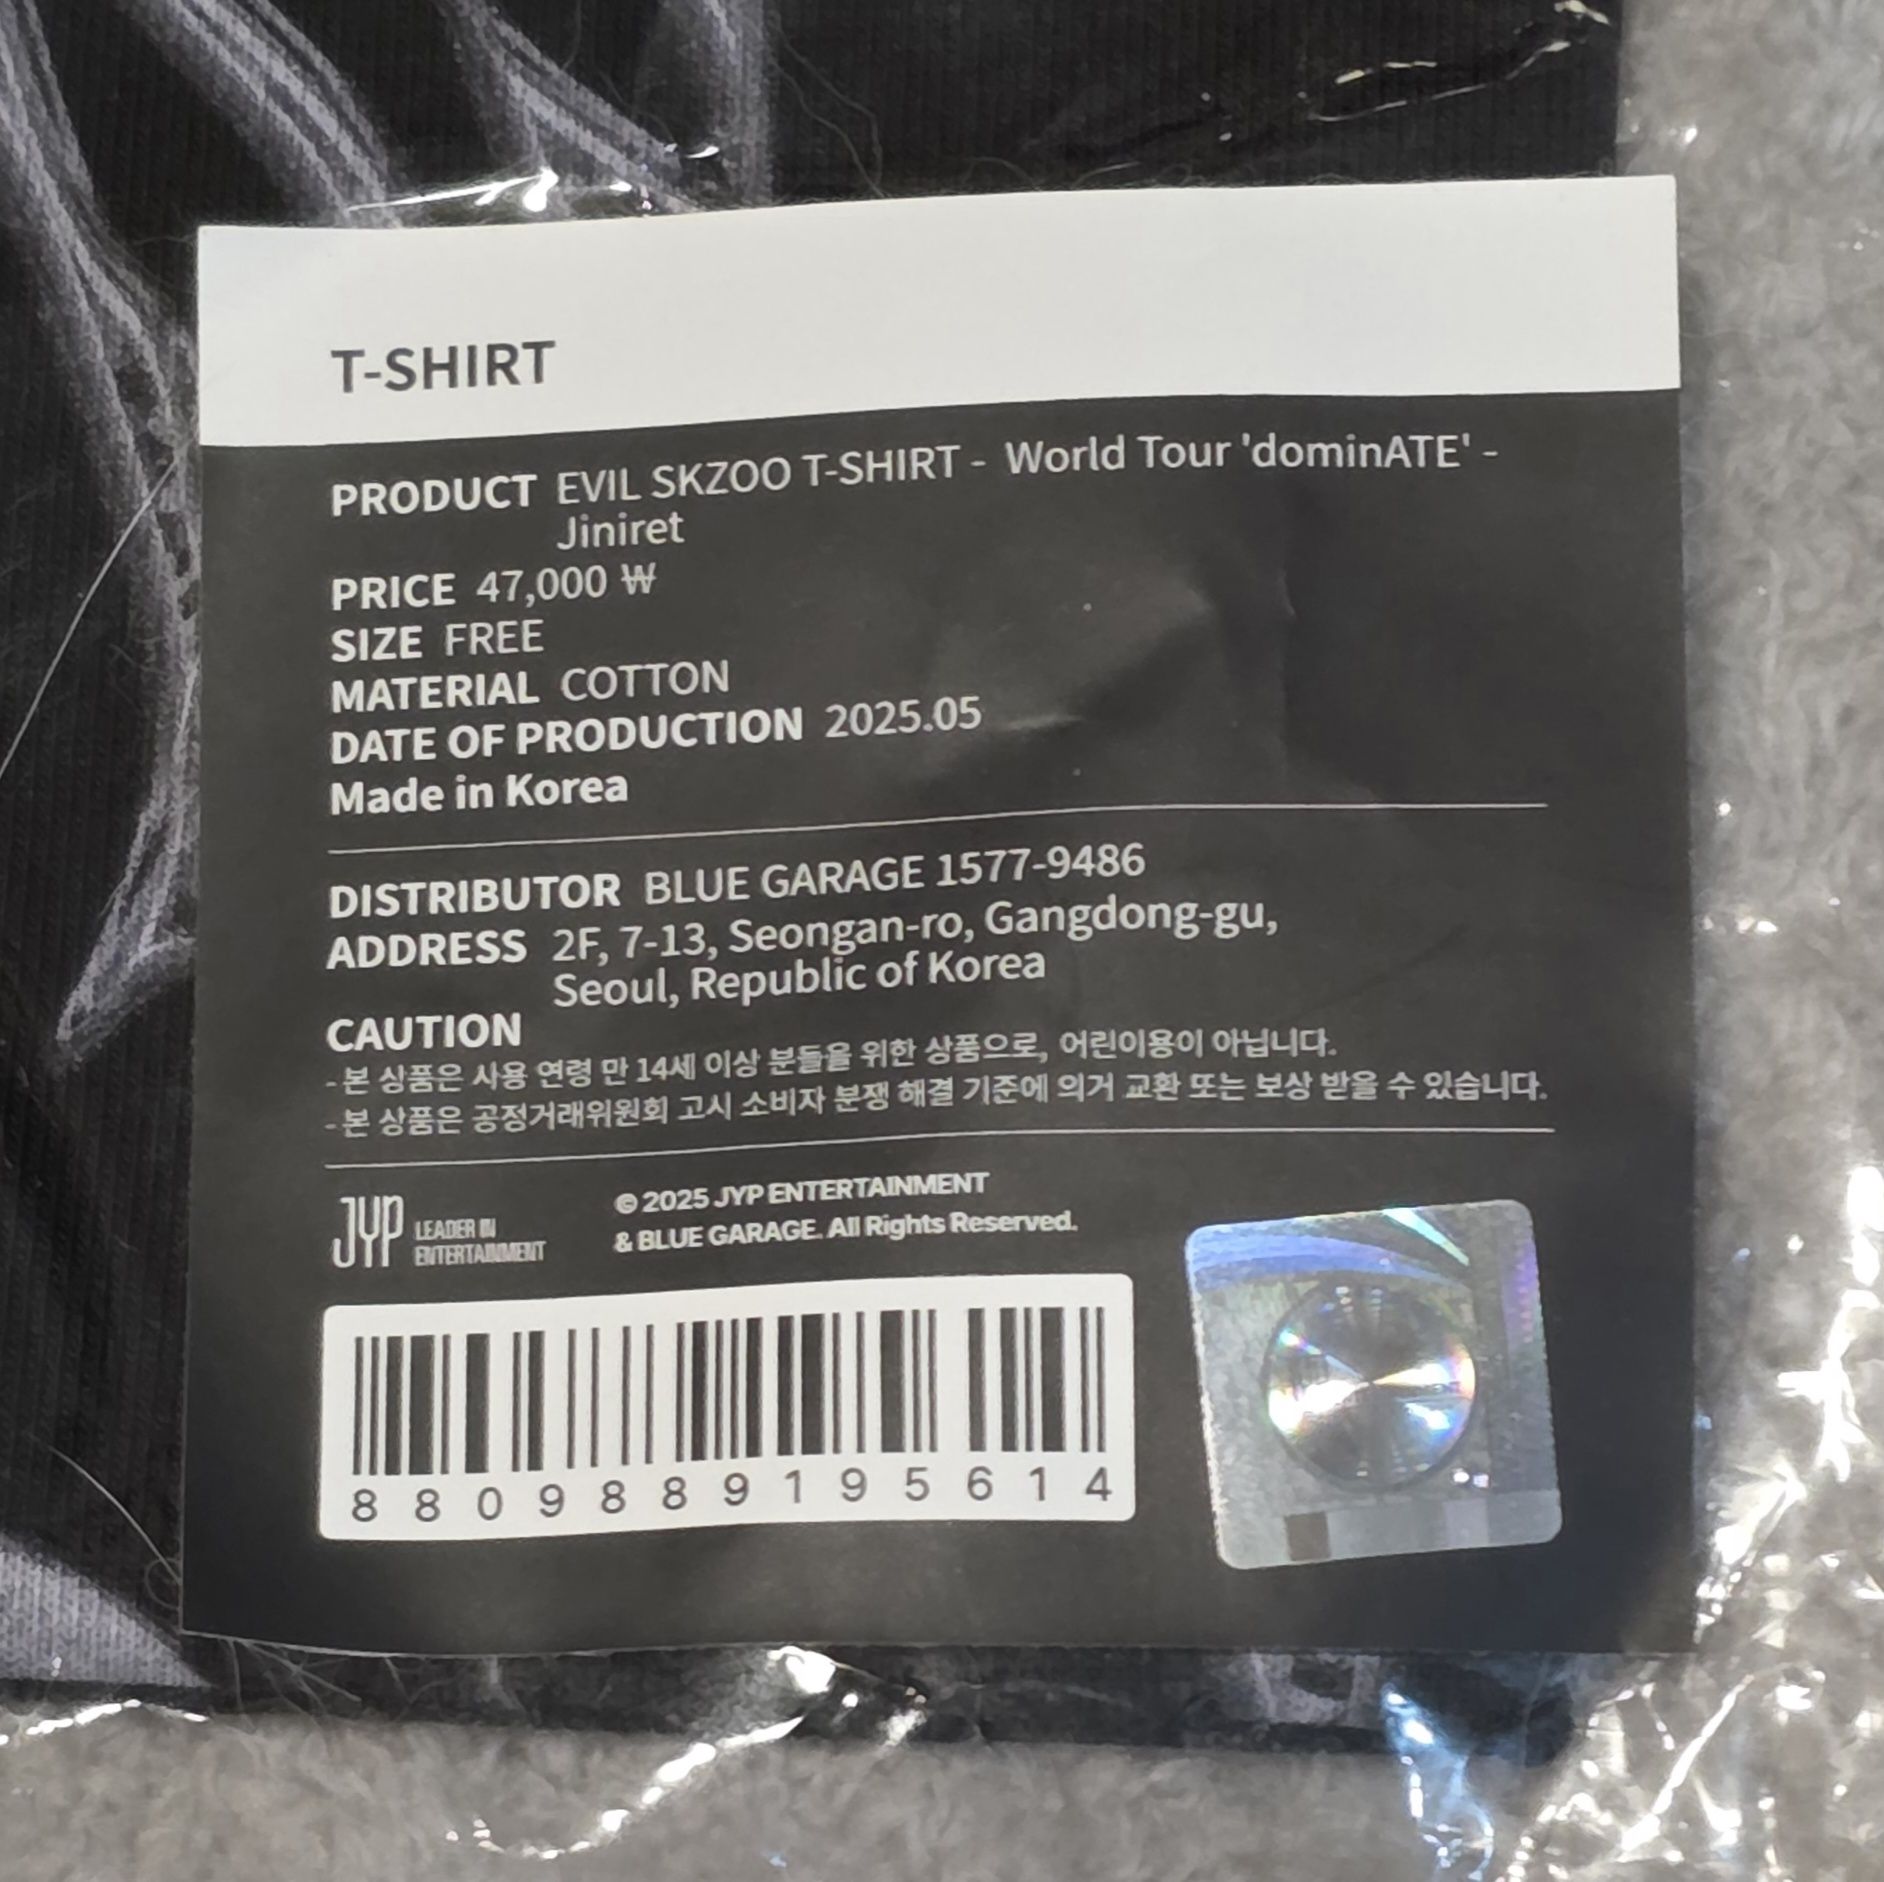 T-SHIRT
PRODUCT EVIL SKZOO T-SHIRT - World Tour 'dominATE' -
Jiniret
PRICE 47,000 ₩
SIZE FREE
MATERIAL COTTON
DATE OF PRODUCTION 2025.05
Made in Korea
DISTRIBUTOR BLUE GARAGE 1577-9486
ADDRESS 2F, 7-13, Seongan-ro, Gangdong-gu,
Seoul, Republic of Korea
CAUTION
- 본 상품은 사용 연령 만 14세 이상 분들을 위한 상품으로, 어린이용이 아닙니다.
- 본 상품은 공정거래위원회 고시 소비자 분쟁 해결 기준에 의거 교환 또는 보상 받을 수 있습니다.
JYP LEADER IN
ENTERTAINMENT
© 2025 JYP ENTERTAINMENT
& BLUE GARAGE. All Rights Reserved.
8809889195614